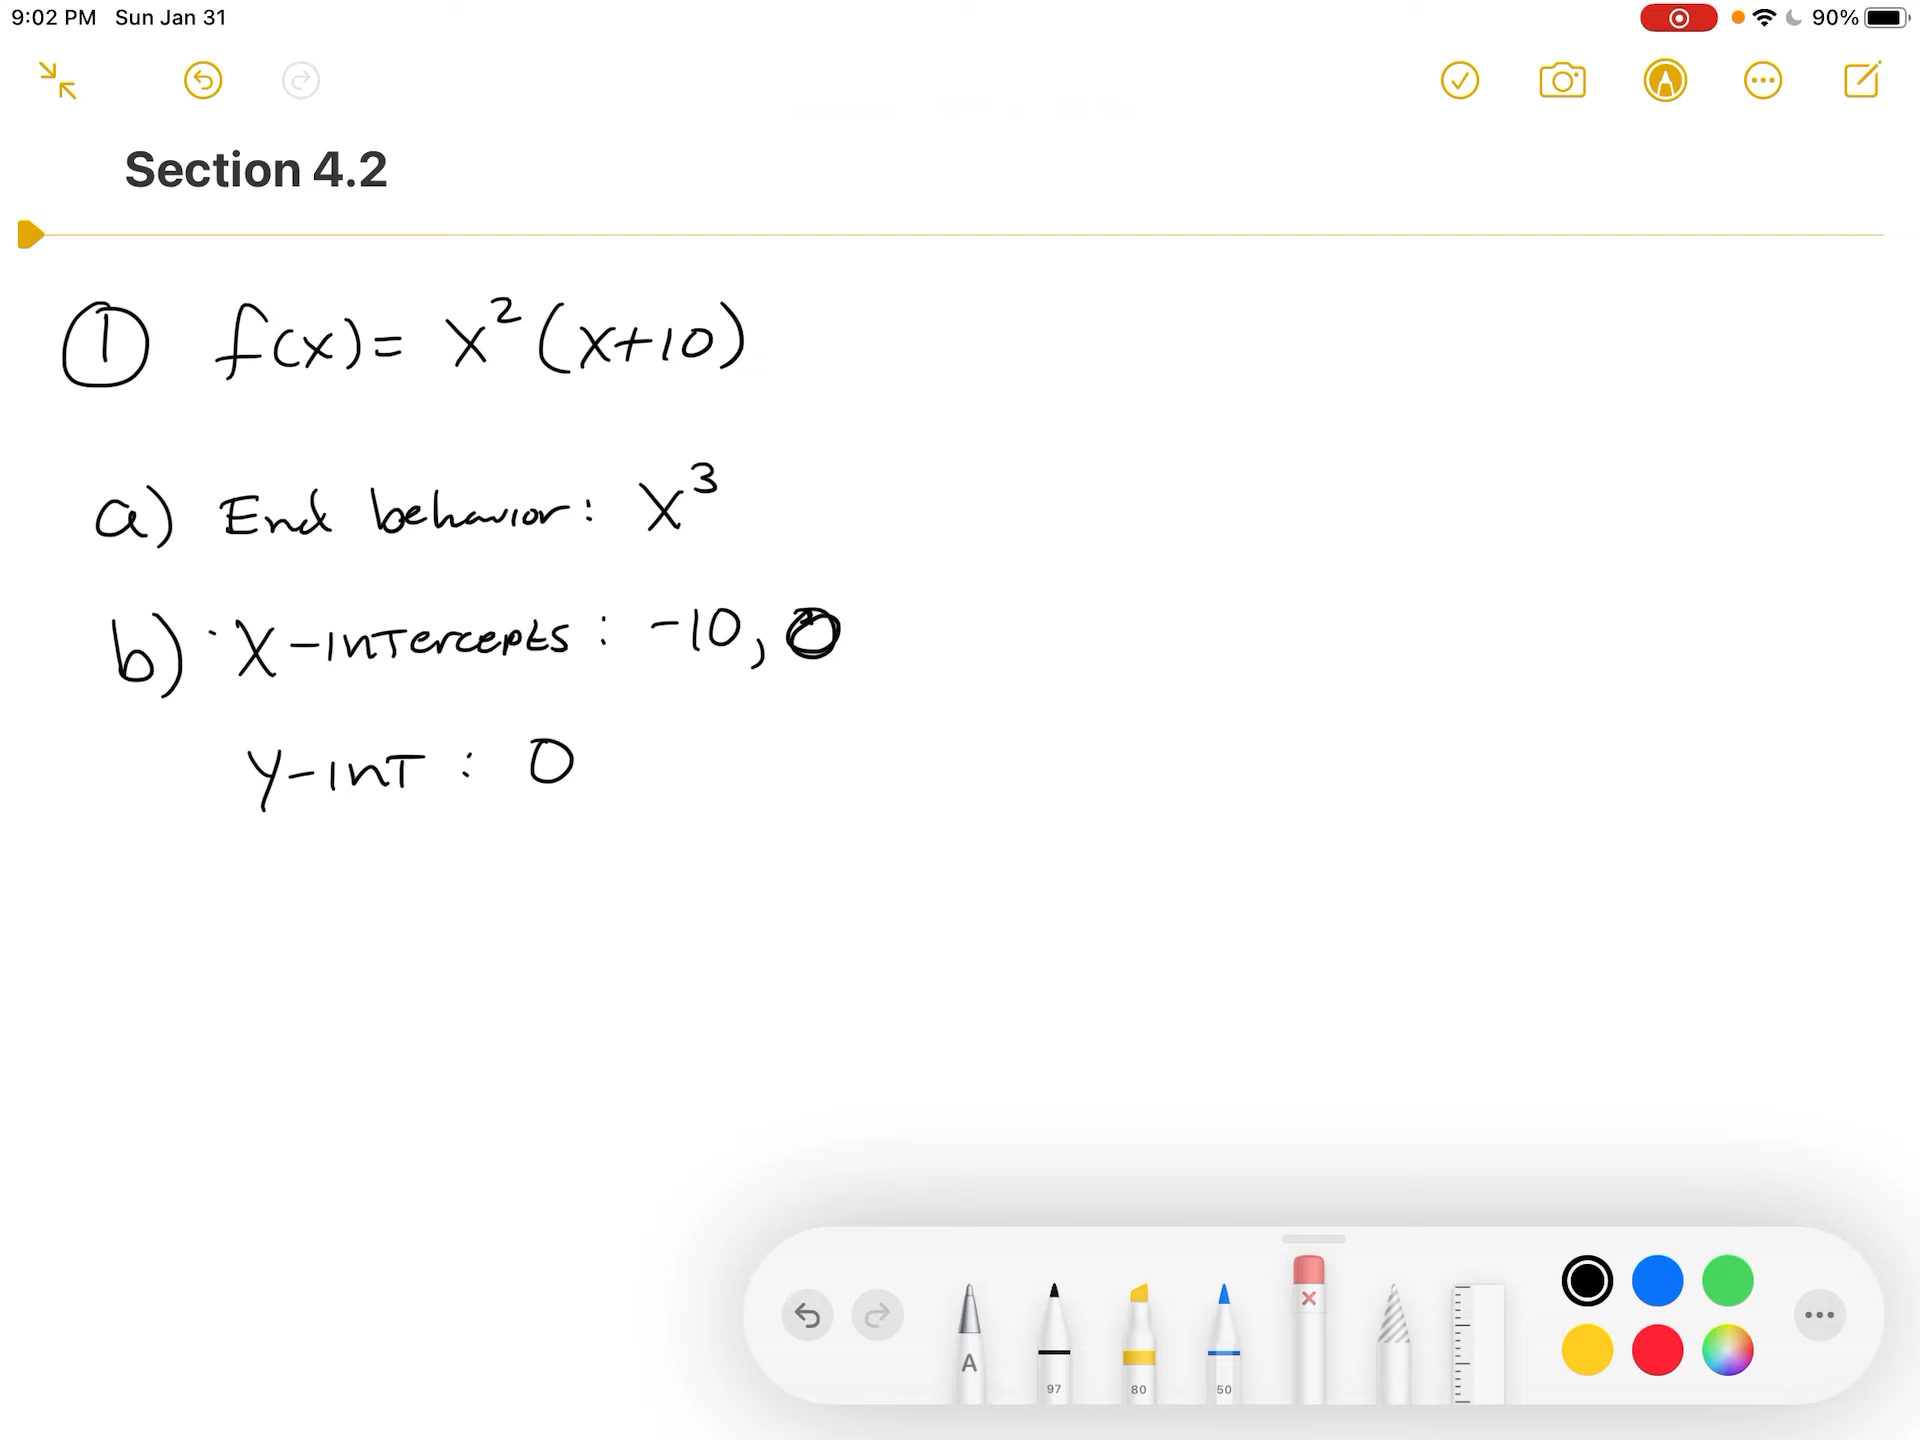 9:02 PM Sun Jan 31 90%
Section 4.2
① f(x)= x²(x+10)
a) End behavior: x³
b) x-intercepts: -10, 0
y-int: 0
A 97 80 50